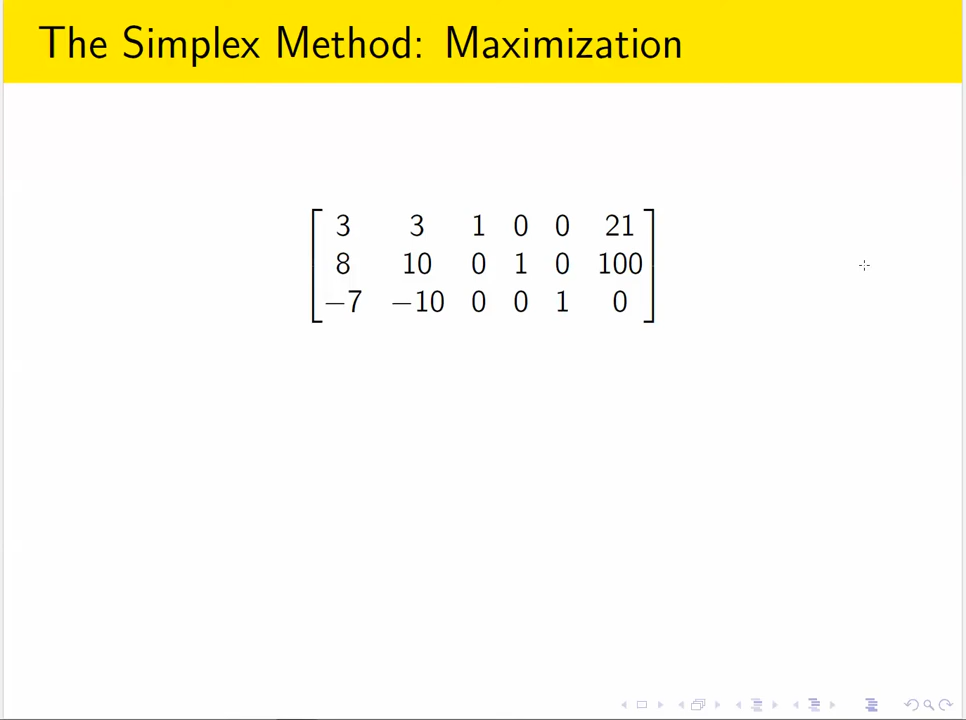 The Simplex Method: Maximization
3 3 1 0 0 21
8 10 0 1 0 100
−7 −10 0 0 1 0